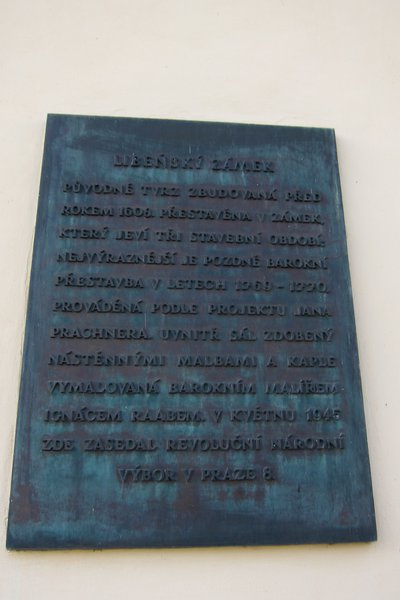 LIBEŇSKÝ ZÁMEK
PŮVODNĚ TVRZ ZBUDOVANÁ PŘED
ROKEM 1608. PŘESTAVĚNA V ZÁMEK,
KTERÝ JEVÍ TŘI STAVEBNÍ OBDOBÍ:
NEJVÝRAZNĚJŠÍ JE POZDNĚ BAROKNÍ
PŘESTAVBA V LETECH 1769 - 1770.
PROVÁDĚNÁ PODLE PROJEKTU JANA
PRACHNERA. UVNITŘ SÁL ZDOBENÝ
NÁSTĚNNÝMI MALBAMI A KAPLE
VYMALOVANÁ BAROKNÍM MALÍŘEM
IGNÁCEM RAABEM. V KVĚTNU 1945
ZDE ZASEDAL REVOLUČNÍ NÁRODNÍ
VÝBOR V PRAZE 8.